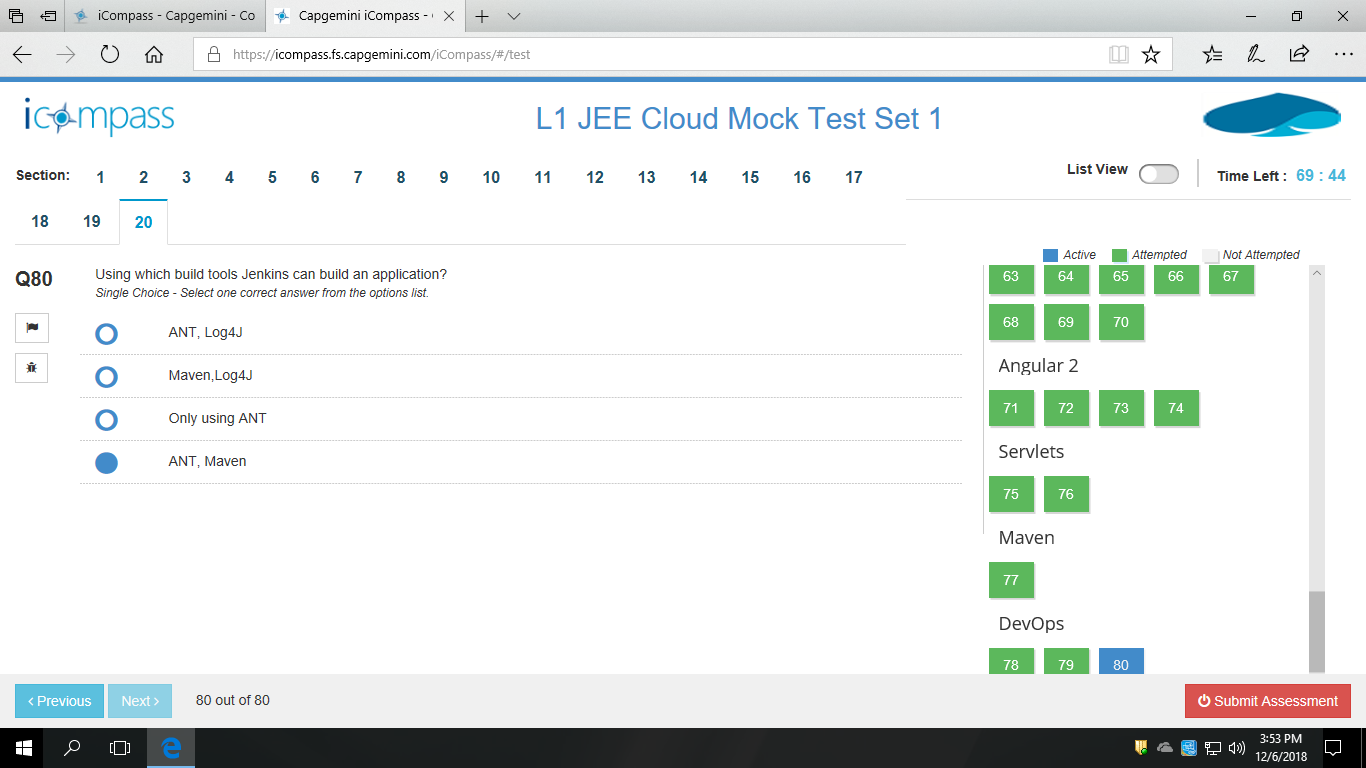 iCompass - Capgemini - Co
Capgemini iCompass -
https://icompass.fs.capgemini.com/iCompass/#/test
icompass
L1 JEE Cloud Mock Test Set 1
Section: 1 2 3 4 5 6 7 8 9 10 11 12 13 14 15 16 17
18 19 20
List View
Time Left : 69 : 44
Active Attempted Not Attempted
Q80
Using which build tools Jenkins can build an application?
Single Choice - Select one correct answer from the options list.
ANT, Log4J
Maven,Log4J
Only using ANT
ANT, Maven
63 64 65 66 67
68 69 70
Angular 2
71 72 73 74
Servlets
75 76
Maven
77
DevOps
78 79 80
Previous Next 80 out of 80
Submit Assessment
3:53 PM
12/6/2018